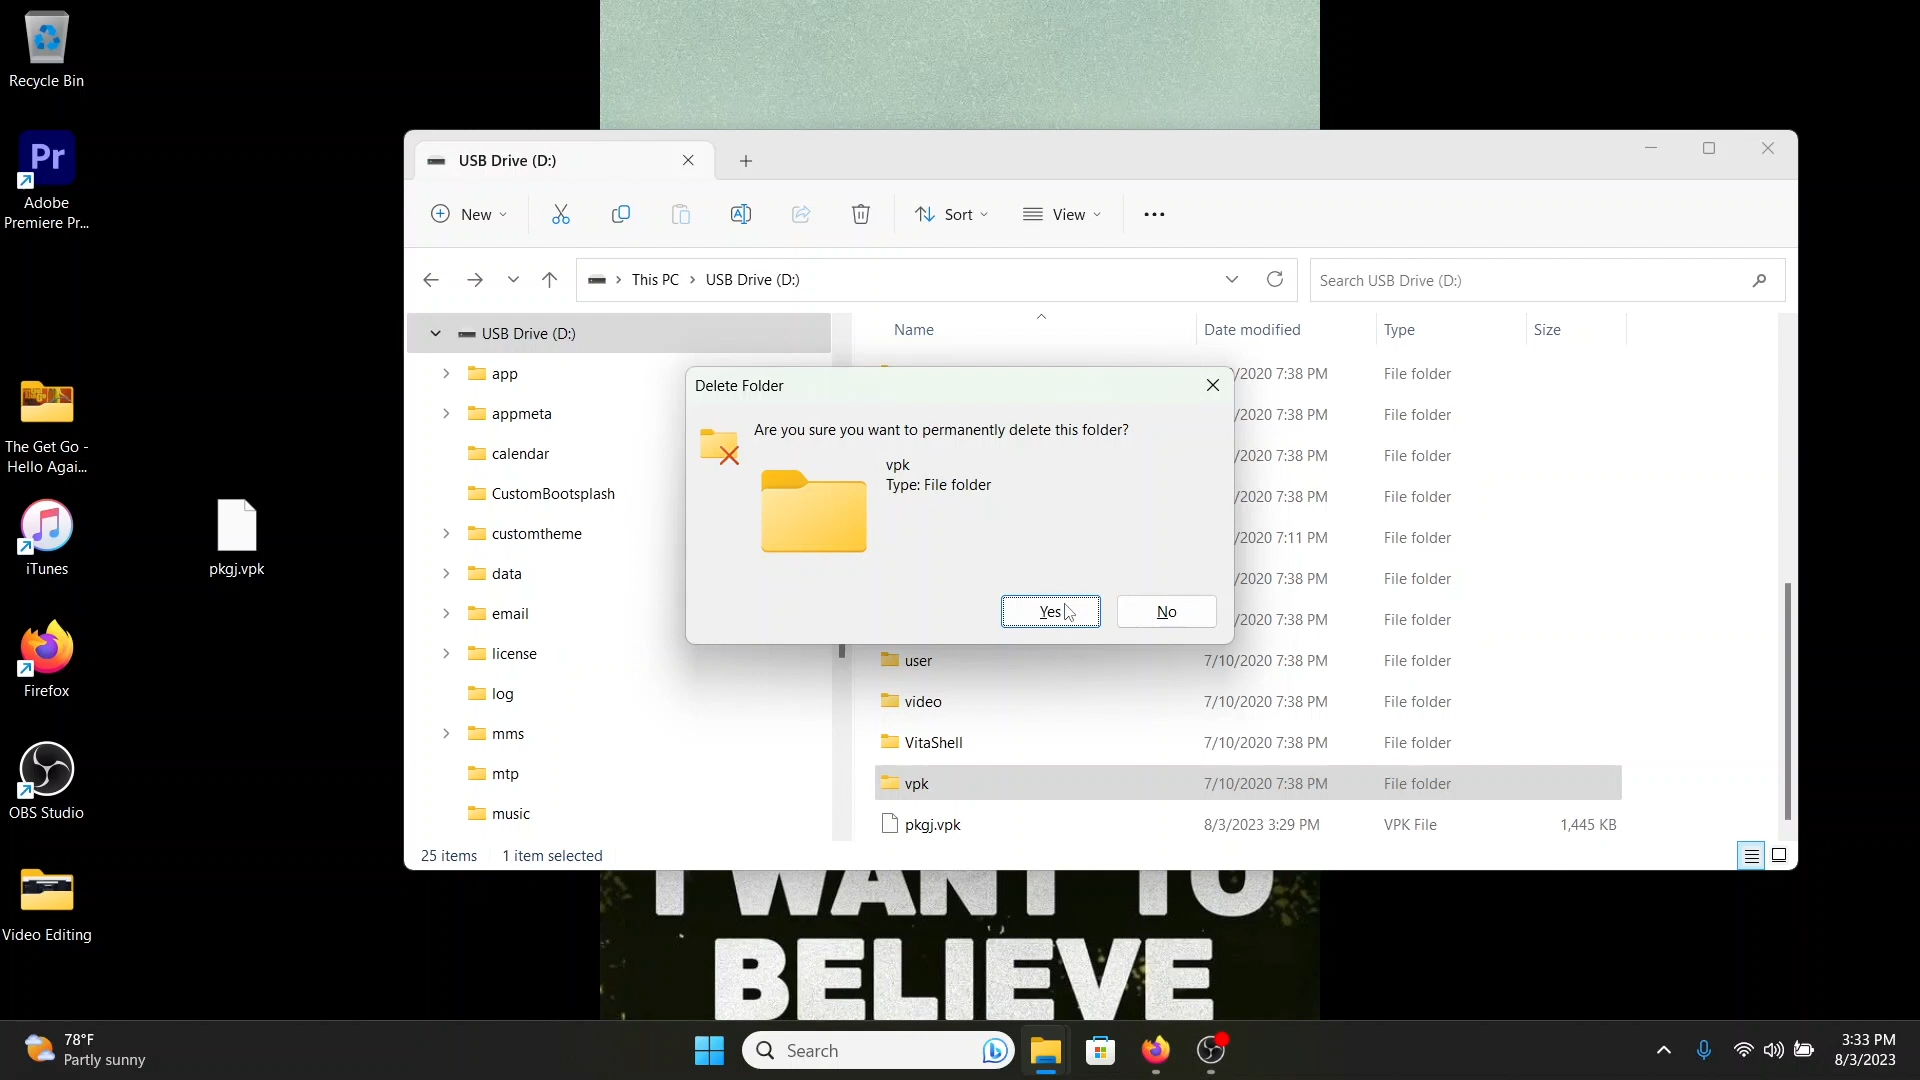 Recycle Bin
Adobe
Premiere Pr...
The Get Go -
Hello Agai...
iTunes
pkgj.vpk
Firefox
OBS Studio
Video Editing
USB Drive (D:)
New
Sort
View
This PC
USB Drive (D:)
Search USB Drive (D:)
USB Drive (D:)
app
appmeta
calendar
CustomBootsplash
customtheme
data
email
license
log
mms
mtp
music
Name Date modified Type Size
/2020 7:38 PM File folder
/2020 7:38 PM File folder
/2020 7:38 PM File folder
/2020 7:38 PM File folder
/2020 7:11 PM File folder
/2020 7:38 PM File folder
/2020 7:38 PM File folder
user 7/10/2020 7:38 PM File folder
video 7/10/2020 7:38 PM File folder
VitaShell 7/10/2020 7:38 PM File folder
vpk 7/10/2020 7:38 PM File folder
pkgj.vpk 8/3/2023 3:29 PM VPK File 1,445 KB
Delete Folder
Are you sure you want to permanently delete this folder?
vpk
Type: File folder
Yes
No
25 items 1 item selected
I WANT TO
BELIEVE
78°F
Partly sunny
Search
3:33 PM
8/3/2023